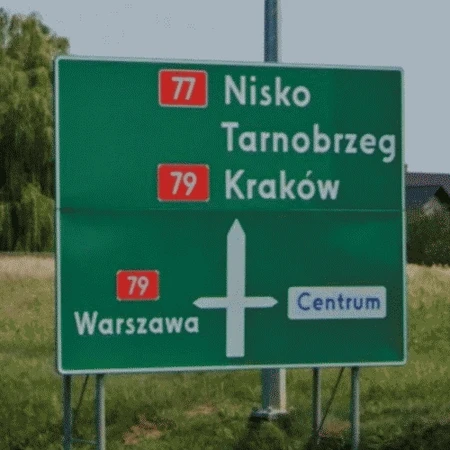 77 Nisko
Tarnobrzeg
79 Kraków
79
Warszawa
Centrum